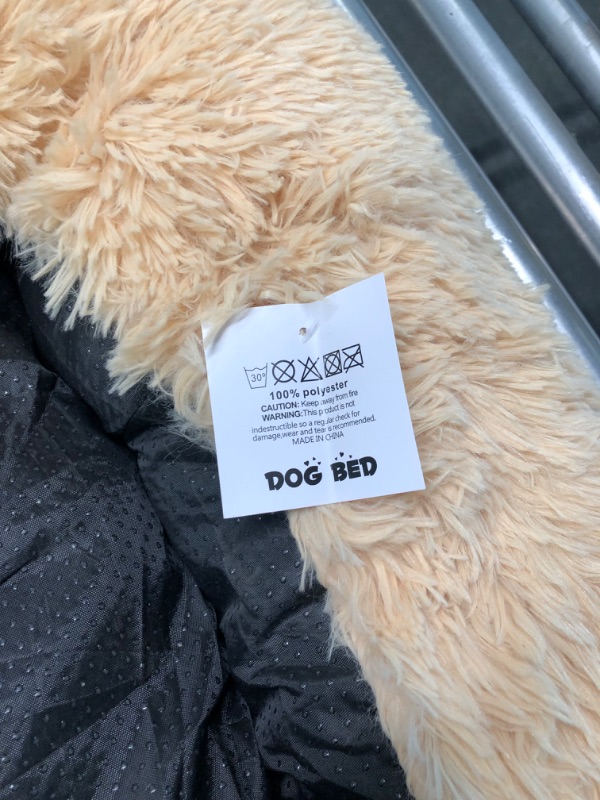 30°
100% polyester
CAUTION: Keep away from fire
WARNING:This product is not
indestructible so a regular check for
damage,wear and tear is recommended.
MADE IN CHINA
DOG BED